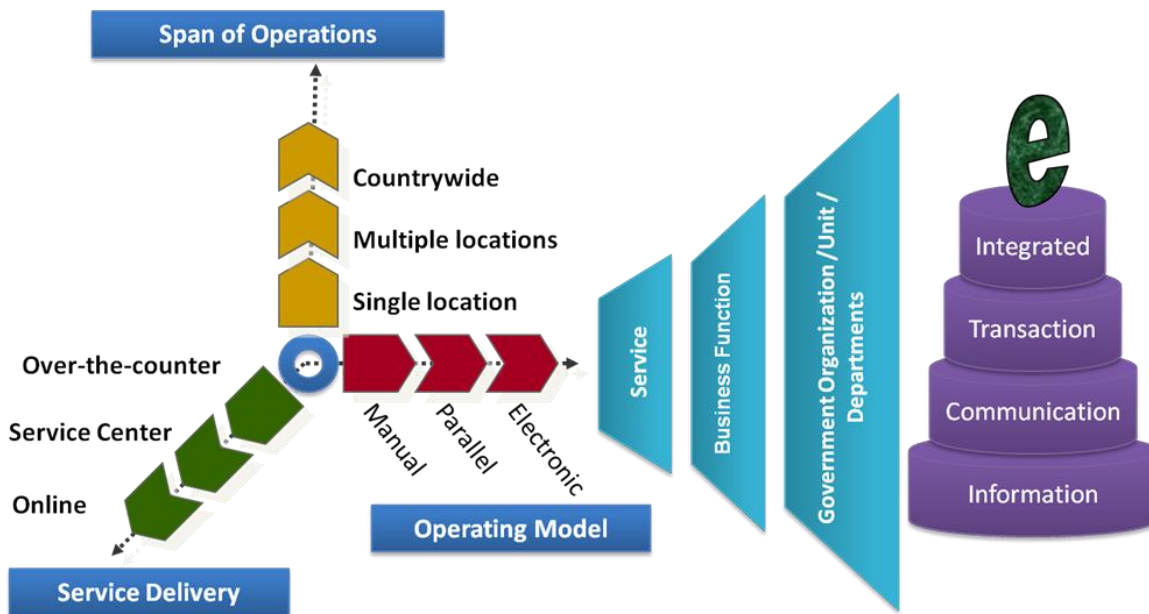 Span of Operations
Countrywide
Multiple locations
Single location
Over-the-counter
Service Center
Online
Service Delivery
Manual
Parallel
Electronic
Operating Model
Service
Business Function
Government Organization /Unit /
Departments
e
Integrated
Transaction
Communication
Information